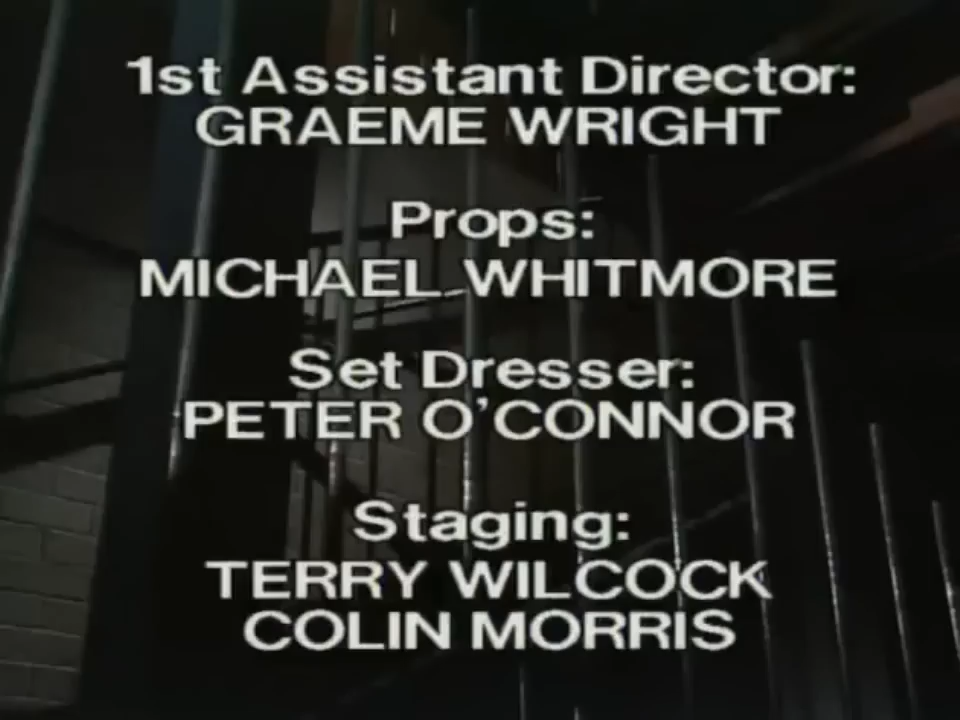 1st Assistant Director:
GRAEME WRIGHT
Props:
MICHAEL WHITMORE
Set Dresser:
PETER O'CONNOR
Staging:
TERRY WILCOCK
COLIN MORRIS